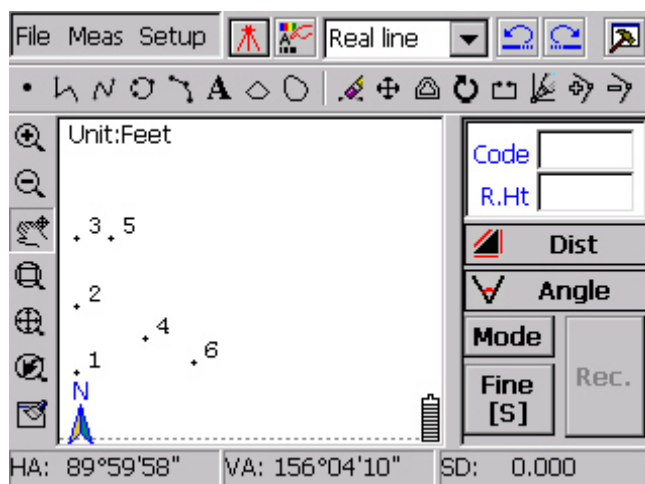 File Meas Setup Real line
A
Unit:Feet
Code
R.Ht
3 5
Dist
2
Angle
4
Mode
6
1
Rec.
N
Fine
[S]
HA: 89°59'58" VA: 156°04'10" SD: 0.000